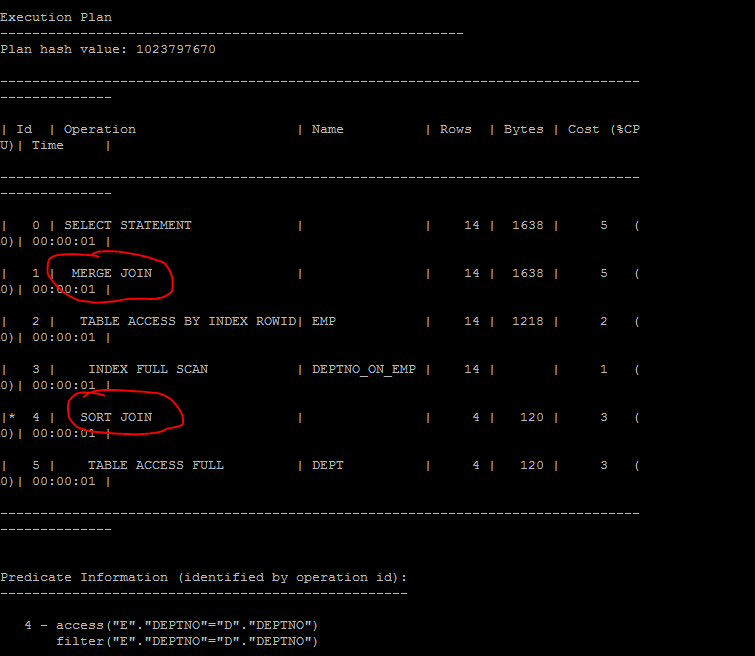 Execution Plan
----------------------------------------------------------
Plan hash value: 1023797670

--------------------------------------------------------------------------------
--------------

| Id  | Operation                    | Name          | Rows  | Bytes | Cost (%CP
U)| Time     |

--------------------------------------------------------------------------------
--------------

|   0 | SELECT STATEMENT             |               |    14 |  1638 |     5   (
0)| 00:00:01 |

|   1 |  MERGE JOIN                  |               |    14 |  1638 |     5   (
0)| 00:00:01 |

|   2 |   TABLE ACCESS BY INDEX ROWID| EMP           |    14 |  1218 |     2   (
0)| 00:00:01 |

|   3 |    INDEX FULL SCAN           | DEPTNO_ON_EMP |    14 |       |     1   (
0)| 00:00:01 |

|*  4 |   SORT JOIN                  |               |     4 |   120 |     3   (
0)| 00:00:01 |

|   5 |    TABLE ACCESS FULL         | DEPT          |     4 |   120 |     3   (
0)| 00:00:01 |

--------------------------------------------------------------------------------
--------------

Predicate Information (identified by operation id):
---------------------------------------------------

   4 - access("E"."DEPTNO"="D"."DEPTNO")
       filter("E"."DEPTNO"="D"."DEPTNO")